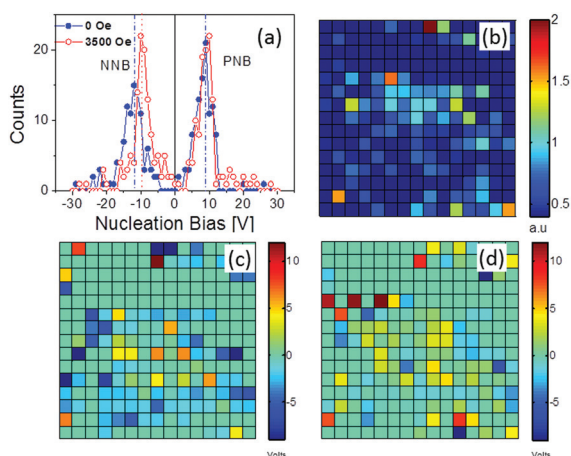 0 Oe
3500 Oe
(a)
NNB
PNB
20
10
0
Counts
-30 -20 -10 0 10 20 30
Nucleation Bias [V]
(b)
2
1.5
1
0.5
a.u
(c)
10
5
0
-5
Volts
(d)
10
5
0
-5
Volts